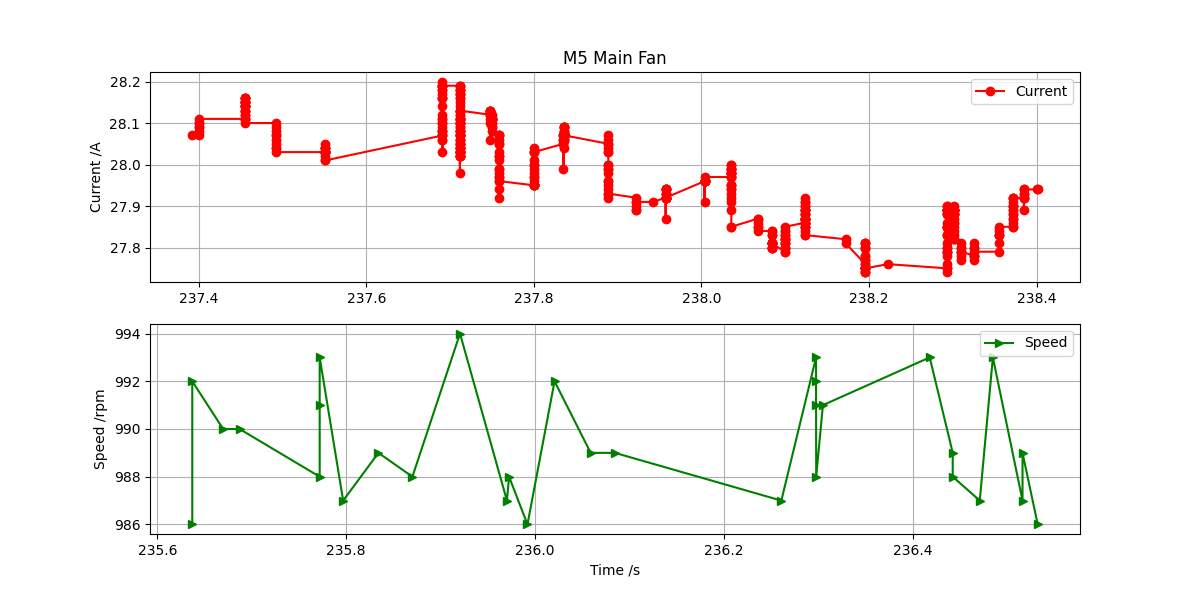 M5 Main Fan
28.2
28.1
28.0
27.9
27.8
Current /A
Current
237.4 237.6 237.8 238.0 238.2 238.4
994
992
990
988
986
Speed /rpm
Speed
235.6 235.8 236.0 236.2 236.4
Time /s